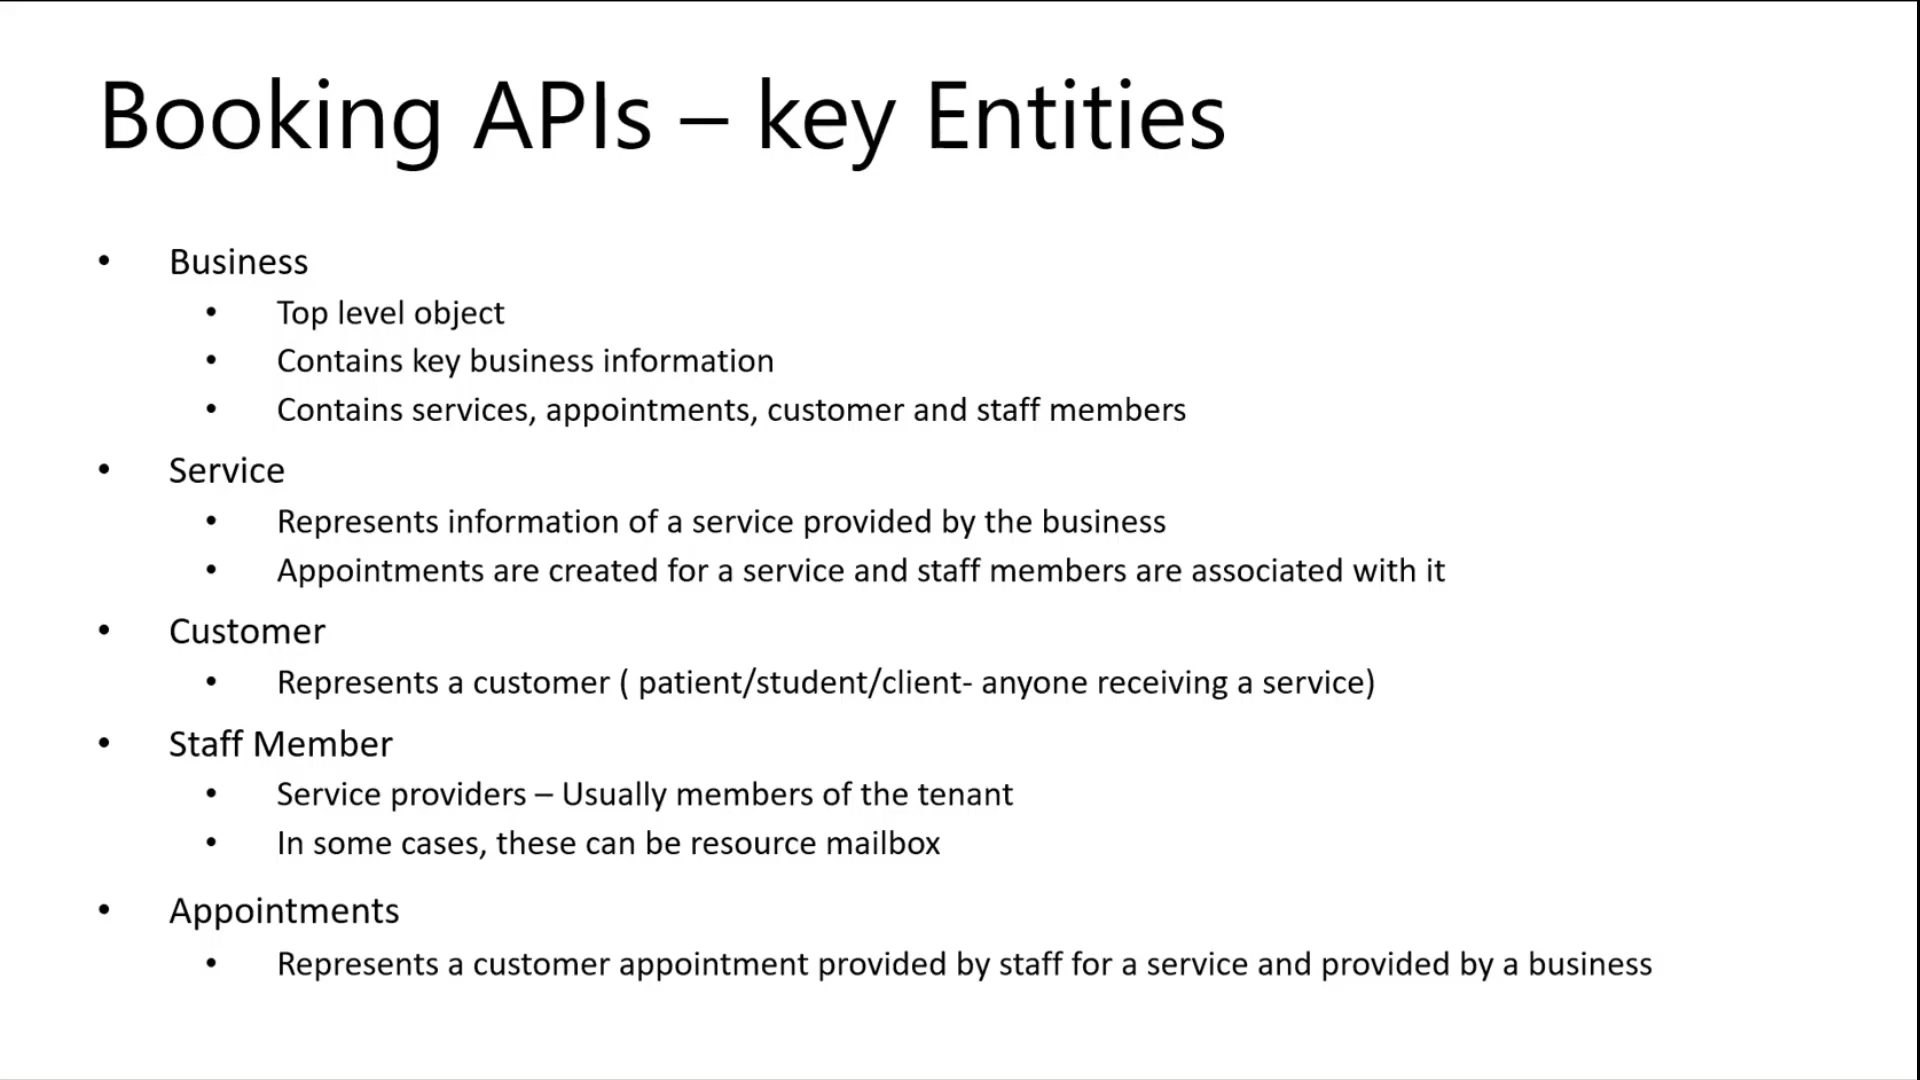 Booking APIs – key Entities
• Business
• Top level object
• Contains key business information
• Contains services, appointments, customer and staff members
• Service
• Represents information of a service provided by the business
• Appointments are created for a service and staff members are associated with it
• Customer
• Represents a customer ( patient/student/client- anyone receiving a service)
• Staff Member
• Service providers – Usually members of the tenant
• In some cases, these can be resource mailbox
• Appointments
• Represents a customer appointment provided by staff for a service and provided by a business